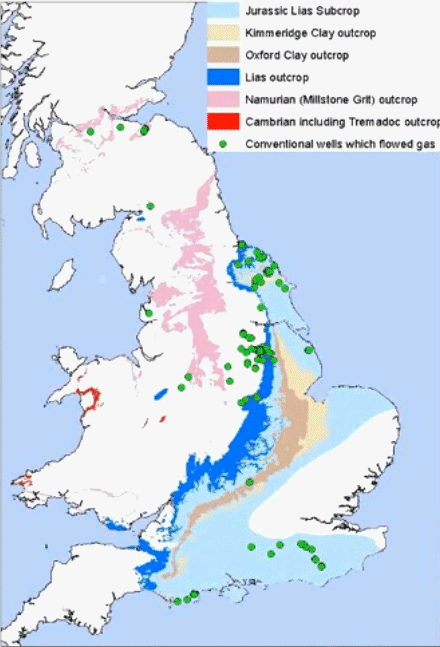 Jurassic Lias Subcrop
Kimmeridge Clay outcrop
Oxford Clay outcrop
Lias outcrop
Namurian (Millstone Grit) outcrop
Cambrian including Tremadoc outcrop
Conventional wells which flowed gas